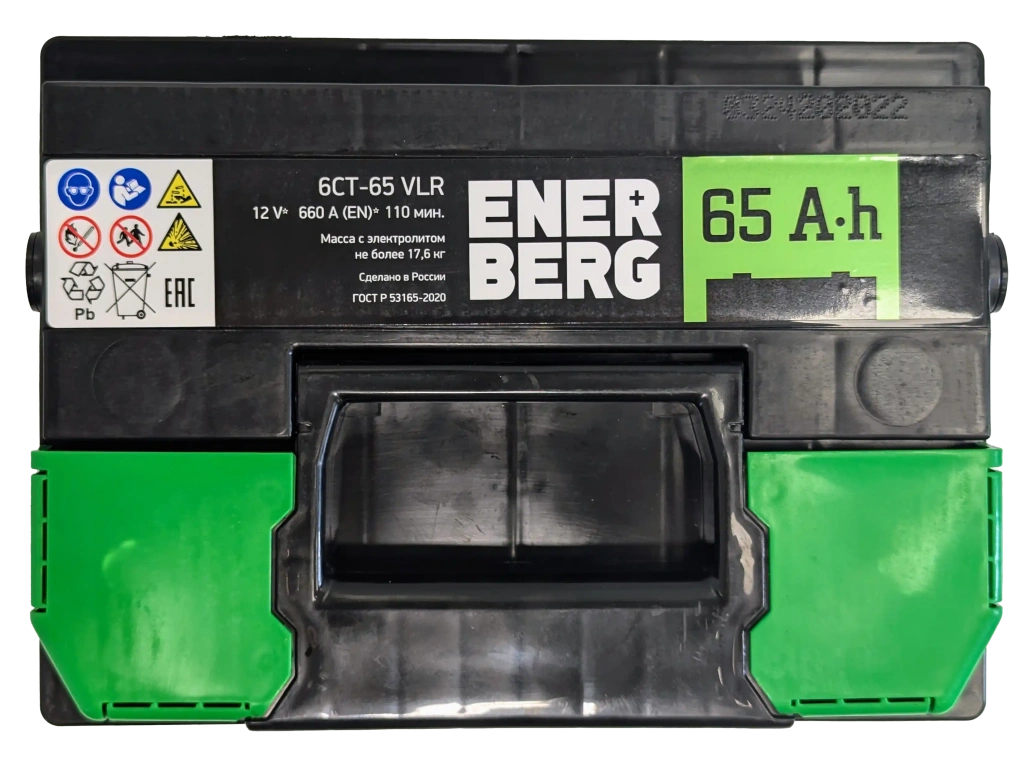 0324202022
6СТ-65 VLR
12 V* 660 A (EN)* 110 мин.
Масса с электролитом
не более 17,6 кг
Сделано в России
ГОСТ Р 53165-2020
ENER+
BERG
65 A·h
Pb
EAC